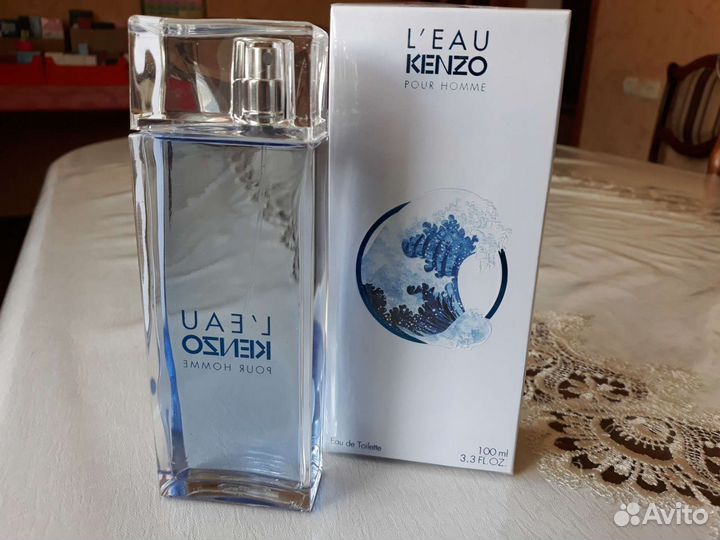 L'EAU
KENZO
POUR HOMME
L'EAU
KENZO
POUR HOMME
Eau de Toilette
100 ml
3.3 FL.OZ.
Avito